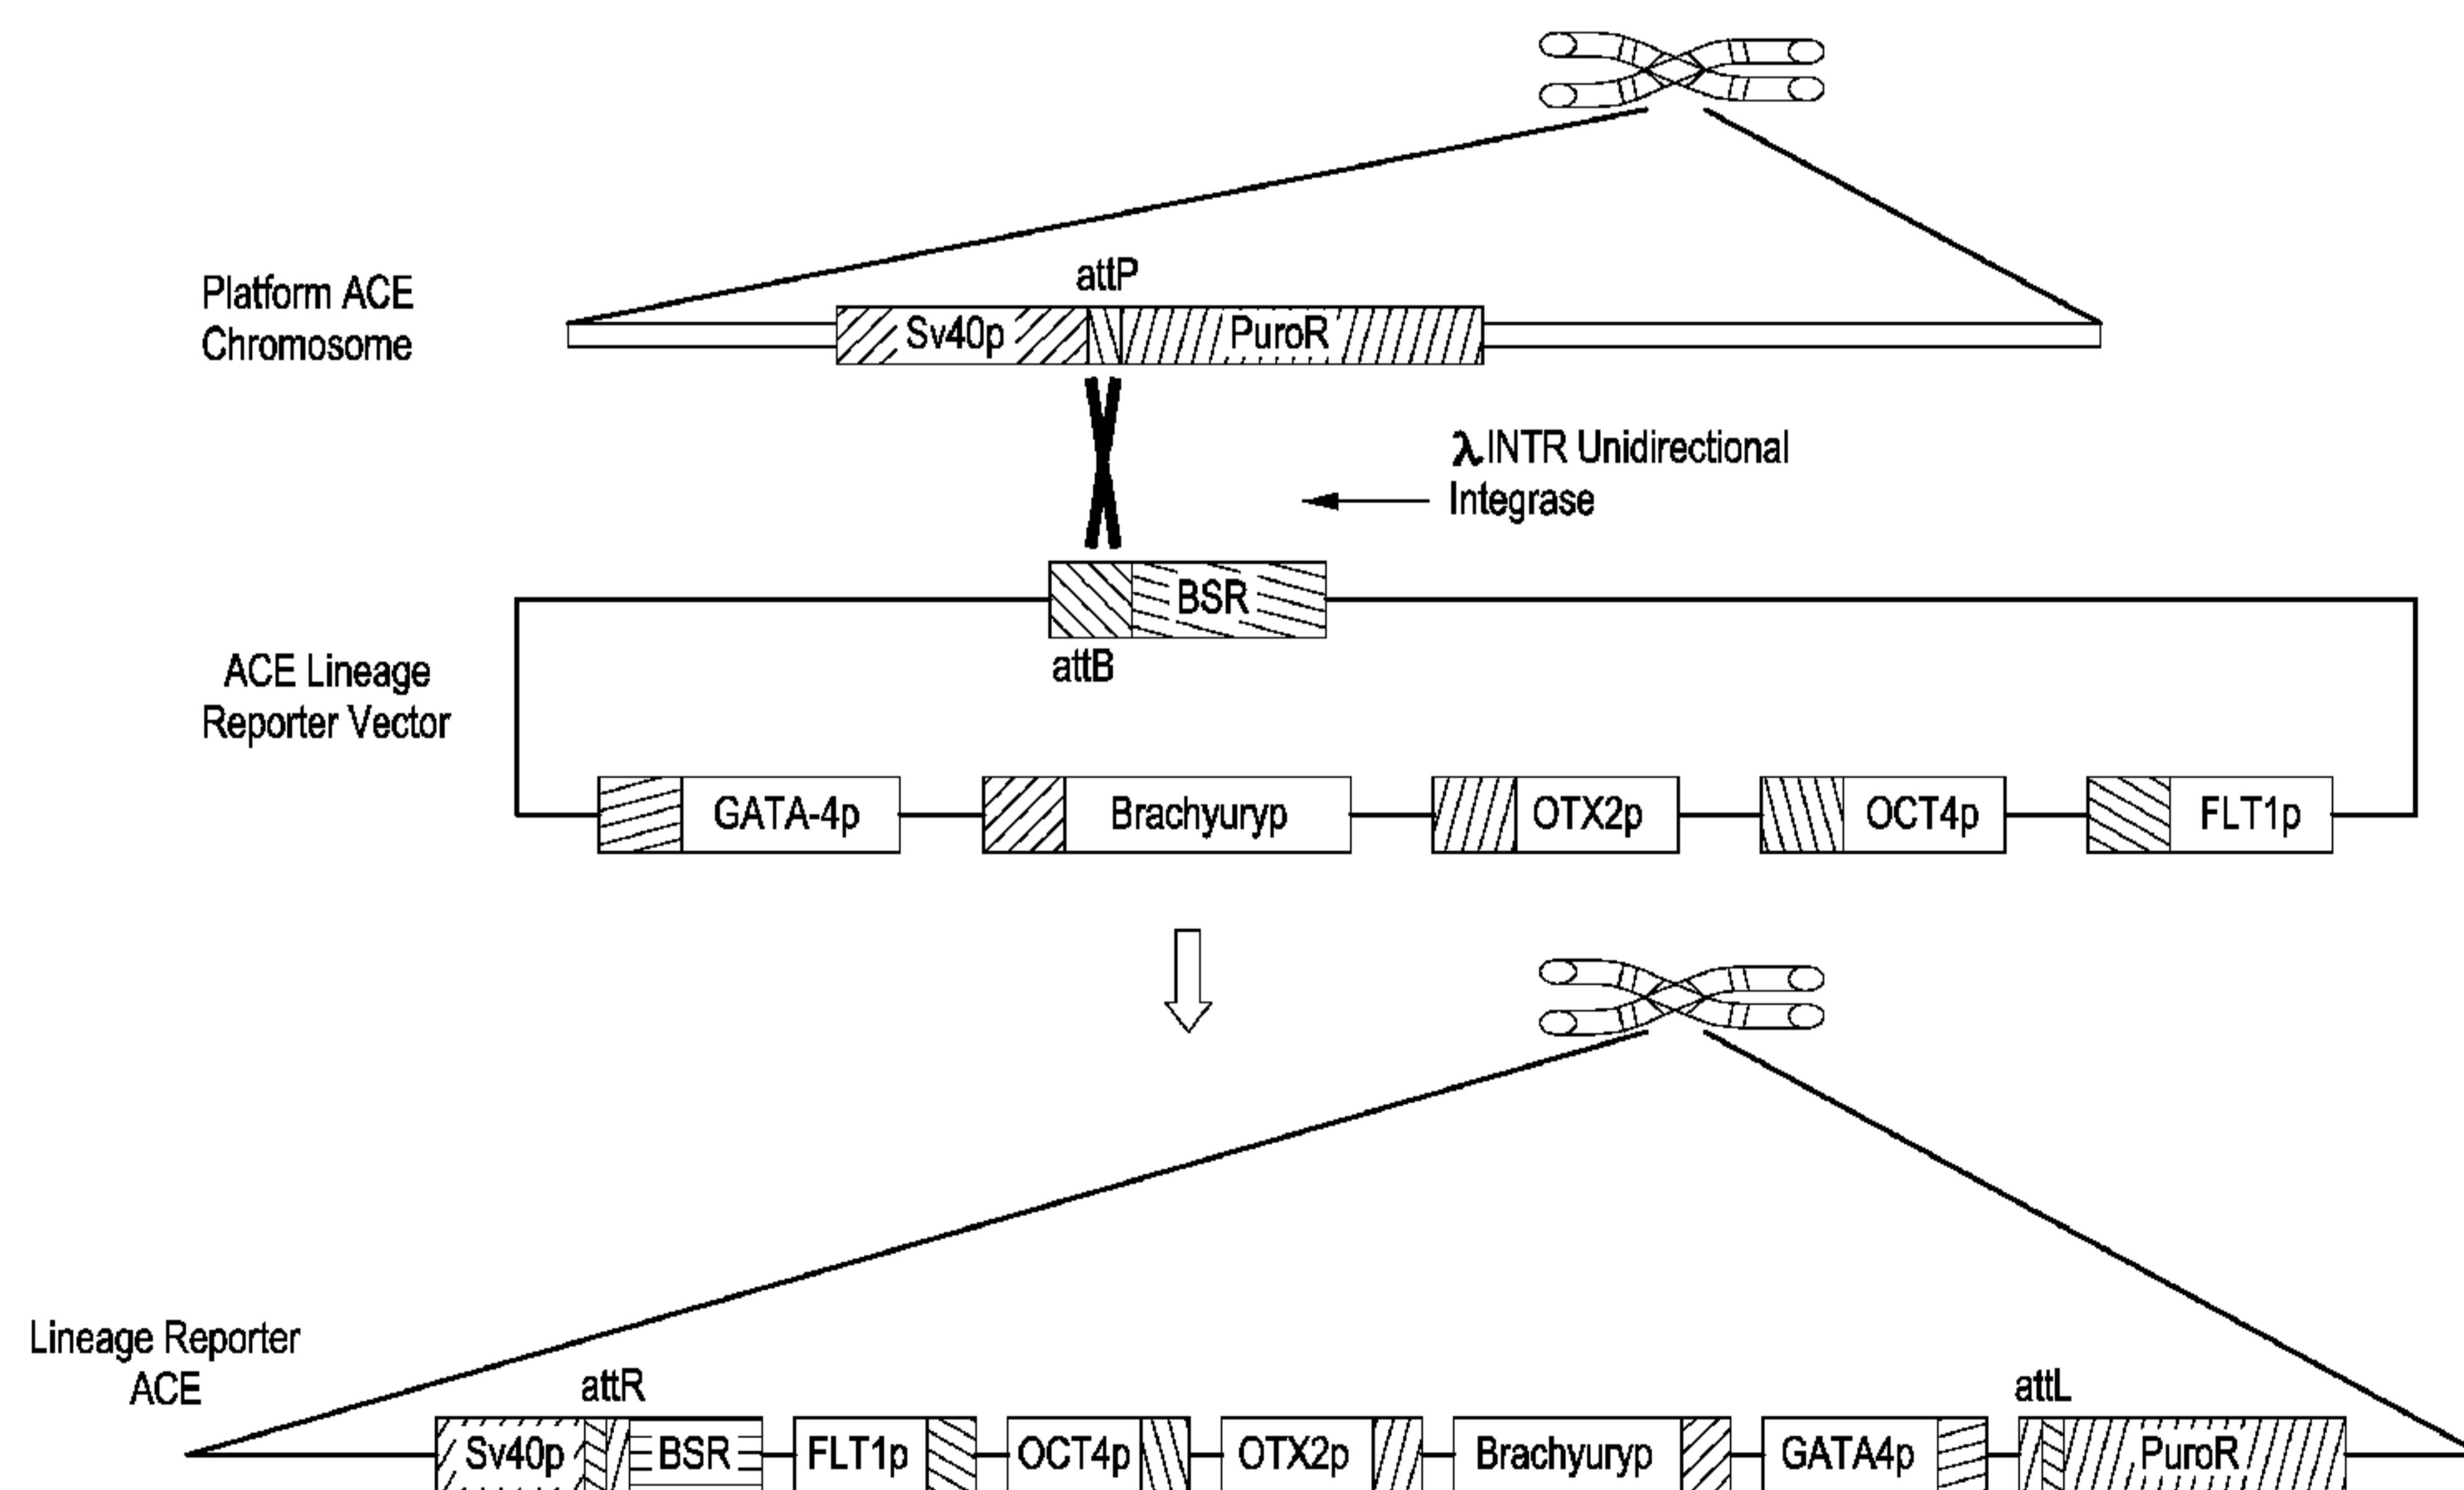 attP
Platform ACE
Chromosome
Sv40p
PuroR
λINTR Unidirectional
Integrase
BSR
attB
ACE Lineage
Reporter Vector
GATA-4p
Brachyuryp
OTX2p
OCT4p
FLT1p
Lineage Reporter
ACE
attR
attL
Sv40p
BSR
FLT1p
OCT4p
OTX2p
Brachyuryp
GATA4p
PuroR